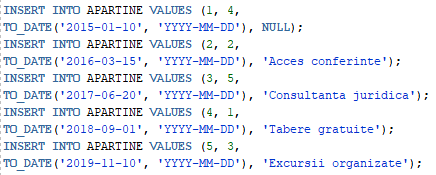 INSERT INTO APARTINE VALUES (1, 4,
TO_DATE('2015-01-10', 'YYYY-MM-DD'), NULL);
INSERT INTO APARTINE VALUES (2, 2,
TO_DATE('2016-03-15', 'YYYY-MM-DD'), 'Acces conferinte');
INSERT INTO APARTINE VALUES (3, 5,
TO_DATE('2017-06-20', 'YYYY-MM-DD'), 'Consultanta juridica');
INSERT INTO APARTINE VALUES (4, 1,
TO_DATE('2018-09-01', 'YYYY-MM-DD'), 'Tabere gratuite');
INSERT INTO APARTINE VALUES (5, 3,
TO_DATE('2019-11-10', 'YYYY-MM-DD'), 'Excursii organizate');